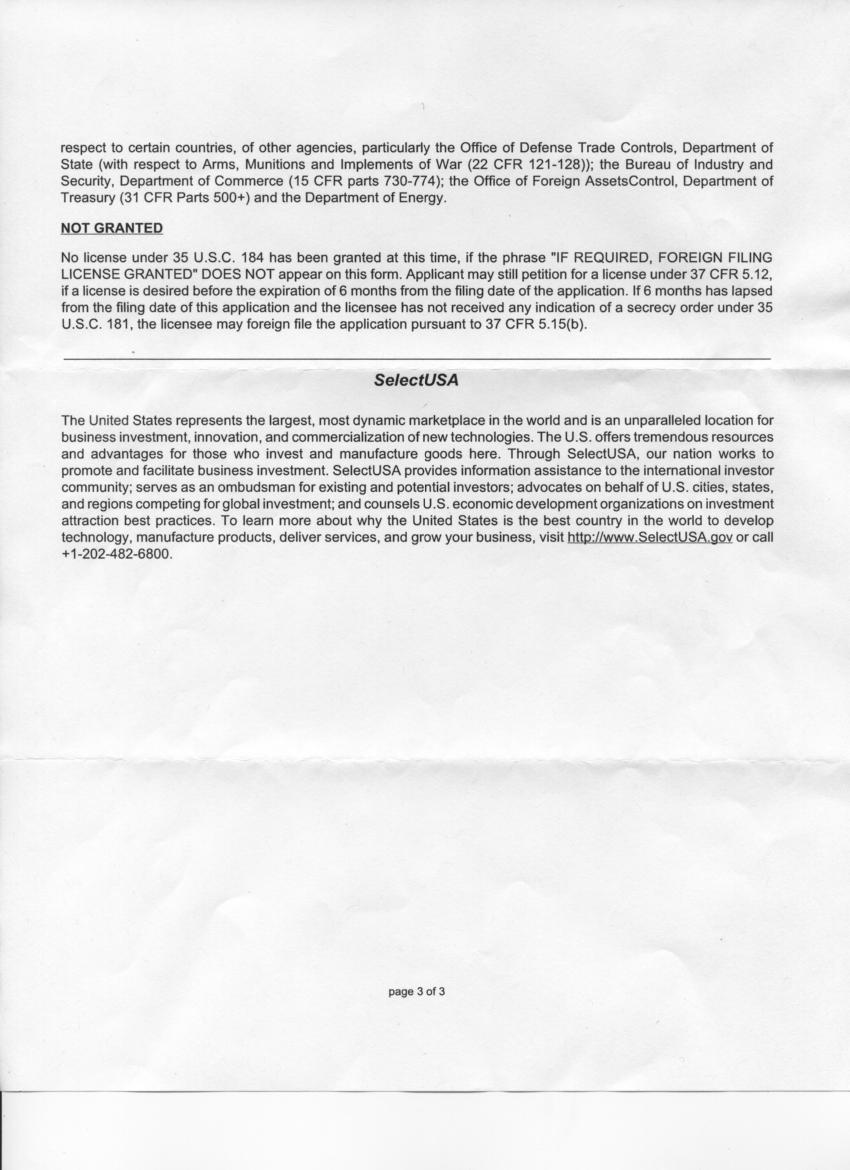 respect to certain countries, of other agencies, particularly the Office of Defense Trade Controls, Department of
State (with respect to Arms, Munitions and Implements of War (22 CFR 121-128)); the Bureau of Industry and
Security, Department of Commerce (15 CFR parts 730-774); the Office of Foreign AssetsControl, Department of
Treasury (31 CFR Parts 500+) and the Department of Energy.
NOT GRANTED
No license under 35 U.S.C. 184 has been granted at this time, if the phrase "IF REQUIRED, FOREIGN FILING
LICENSE GRANTED" DOES NOT appear on this form. Applicant may still petition for a license under 37 CFR 5.12,
if a license is desired before the expiration of 6 months from the filing date of the application. If 6 months has lapsed
from the filing date of this application and the licensee has not received any indication of a secrecy order under 35
U.S.C. 181, the licensee may foreign file the application pursuant to 37 CFR 5.15(b).
SelectUSA
The United States represents the largest, most dynamic marketplace in the world and is an unparalleled location for
business investment, innovation, and commercialization of new technologies. The U.S. offers tremendous resources
and advantages for those who invest and manufacture goods here. Through SelectUSA, our nation works to
promote and facilitate business investment. SelectUSA provides information assistance to the international investor
community; serves as an ombudsman for existing and potential investors; advocates on behalf of U.S. cities, states,
and regions competing for global investment; and counsels U.S. economic development organizations on investment
attraction best practices. To learn more about why the United States is the best country in the world to develop
technology, manufacture products, deliver services, and grow your business, visit http://www.SelectUSA.gov or call
+1-202-482-6800.
page 3 of 3